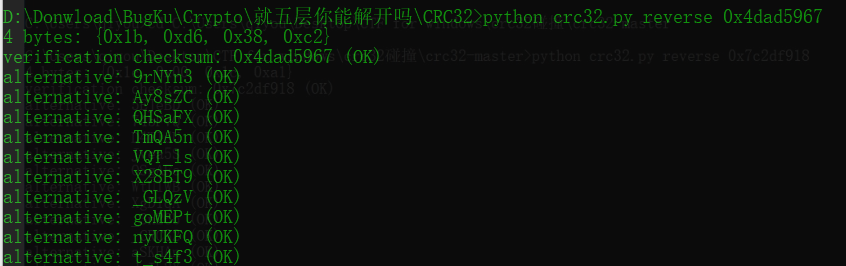 D:\Donwload\BugKu\Crypto\就五层你能解开吗\CRC32>python crc32.py reverse 0x4dad5967
4 bytes: {0x1b, 0xd6, 0x38, 0xc2}
verification checksum: 0x4dad5967 (OK)
alternative: 9rNYn3 (OK)
alternative: Ay8sZC (OK)
alternative: QHSaFX (OK)
alternative: TmQA5n (OK)
alternative: VQT_ls (OK)
alternative: X28BT9 (OK)
alternative: _GLQzV (OK)
alternative: goMEPt (OK)
alternative: nyUKFQ (OK)
alternative: t_s4f3 (OK)